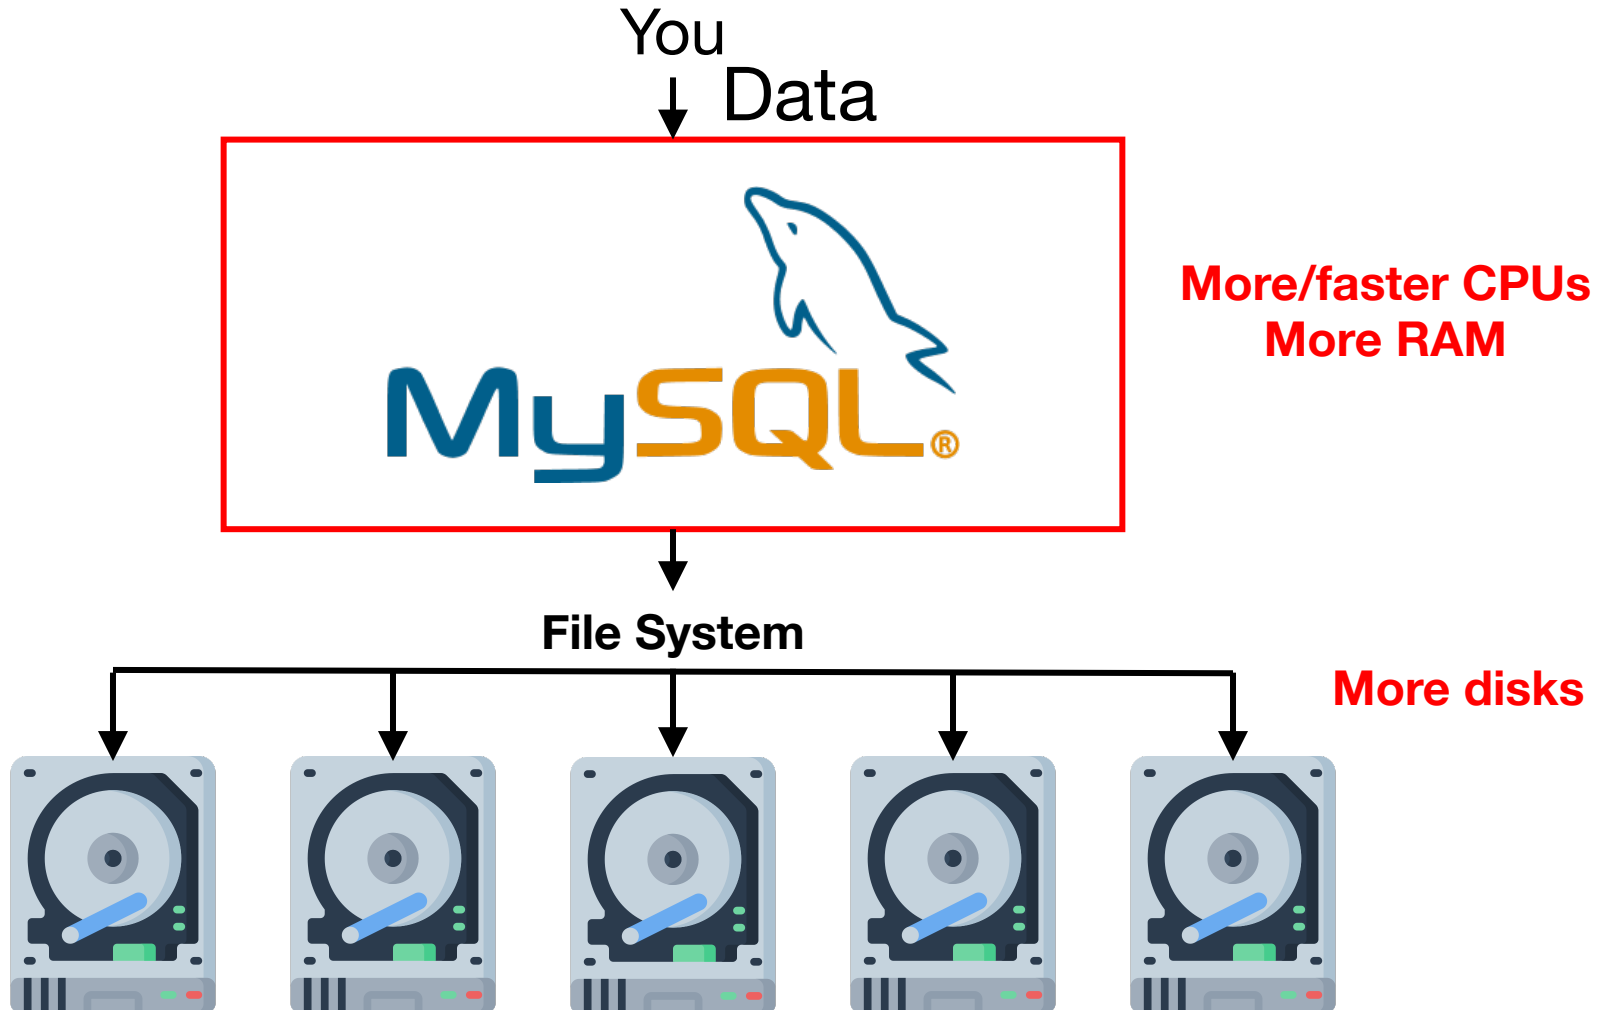 You
Data
MySQL®
More/faster CPUs
More RAM
File System
More disks